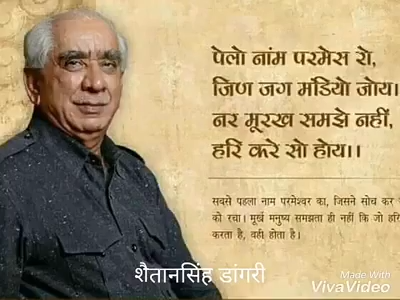 पेलो नांम परमेस रो,
जिण जग मंडियो जोय।
नर मूरख समझे नहीं,
हरि करे सो होय।।
सबसे पहला नाम परमेश्वर का, जिसने सोच कर
को रचा। मूर्ख मनुष्य समझता ही नहीं कि जो हरि
करता है, वही होता है।
शैतानसिंह डांगरी
Made With
VivaVideo